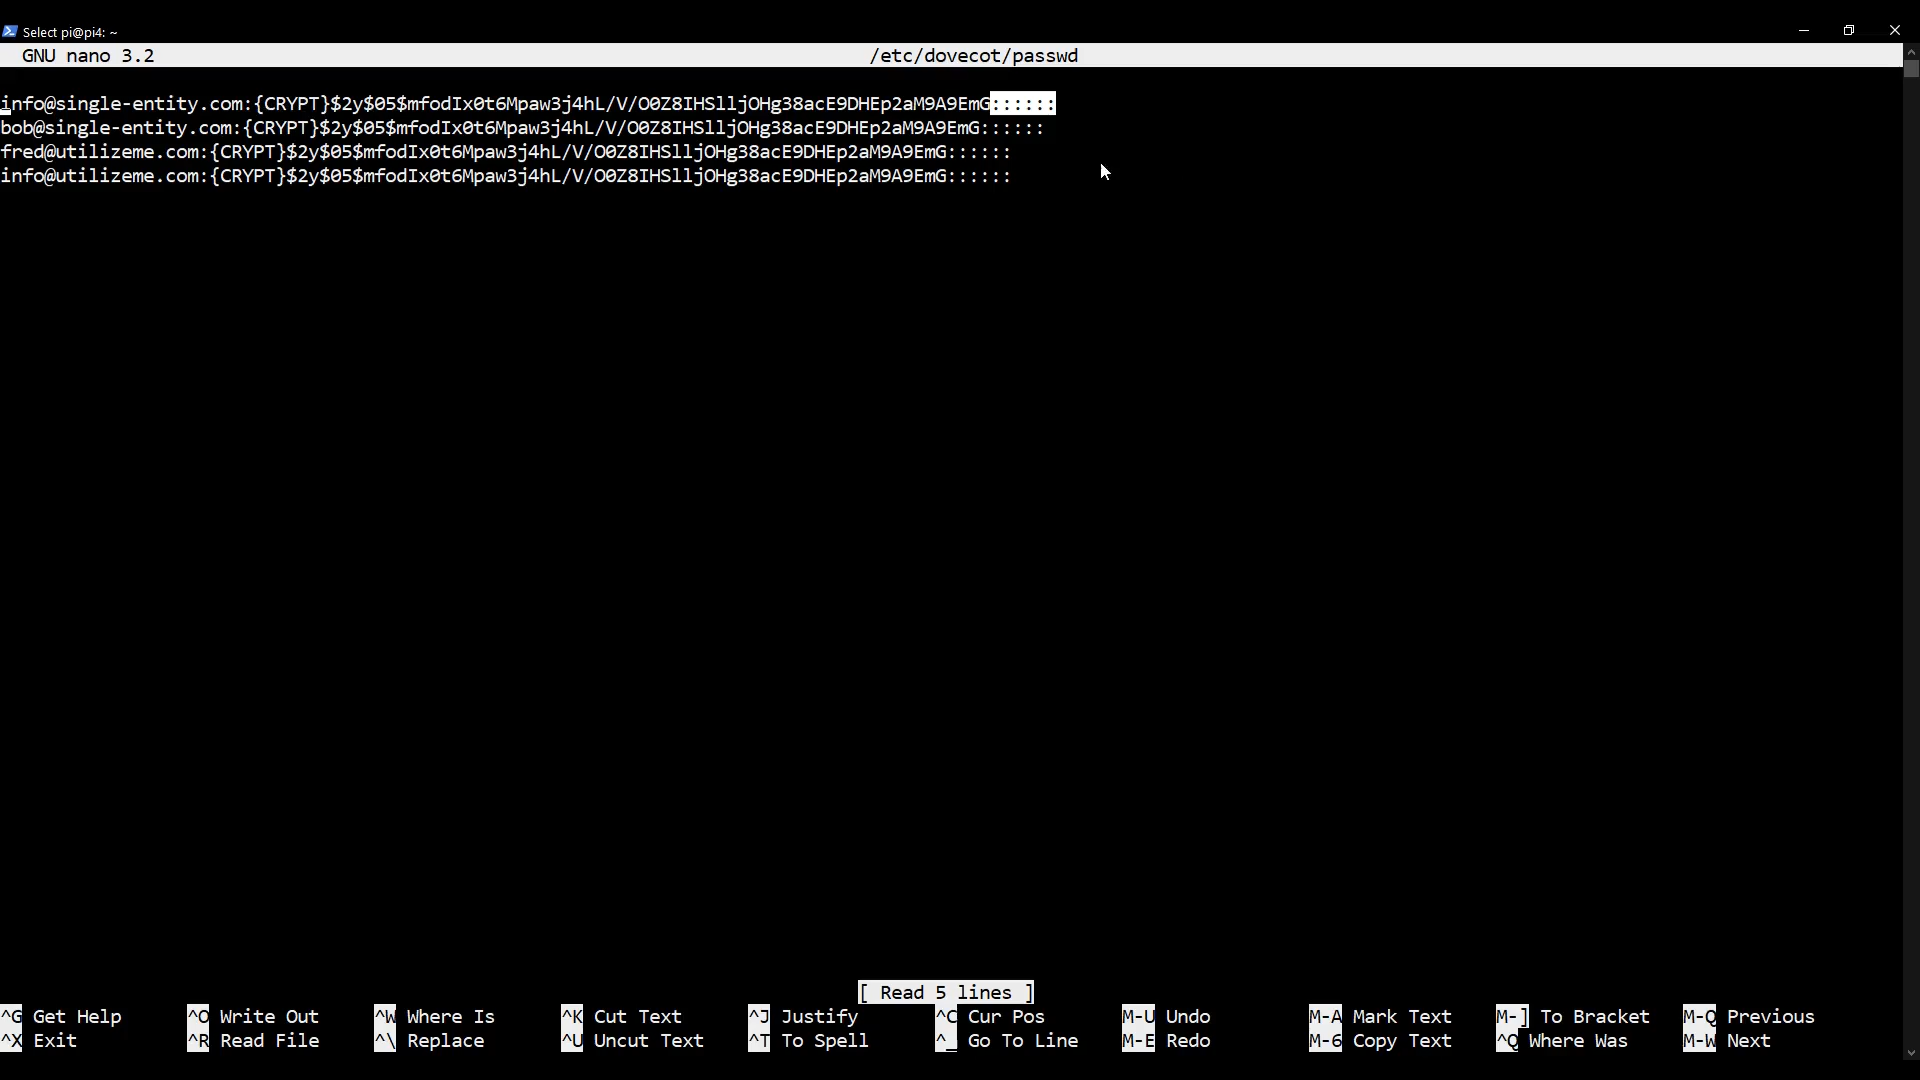 Select pi@pi4: ~
GNU nano 3.2 /etc/dovecot/passwd
info@single-entity.com:{CRYPT}$2y$05$mfodIx0t6Mpaw3j4hL/V/O0Z8IHSlljOHg38acE9DHEp2aM9A9EmG::::::
bob@single-entity.com:{CRYPT}$2y$05$mfodIx0t6Mpaw3j4hL/V/O0Z8IHSlljOHg38acE9DHEp2aM9A9EmG::::::
fred@utilizeme.com:{CRYPT}$2y$05$mfodIx0t6Mpaw3j4hL/V/O0Z8IHSlljOHg38acE9DHEp2aM9A9EmG::::::
info@utilizeme.com:{CRYPT}$2y$05$mfodIx0t6Mpaw3j4hL/V/O0Z8IHSlljOHg38acE9DHEp2aM9A9EmG::::::
[ Read 5 lines ]
^G Get Help ^O Write Out ^W Where Is ^K Cut Text ^J Justify ^C Cur Pos M-U Undo M-A Mark Text M-] To Bracket M-Q Previous
^X Exit ^R Read File ^\ Replace ^U Uncut Text ^T To Spell ^_ Go To Line M-E Redo M-6 Copy Text ^Q Where Was M-W Next